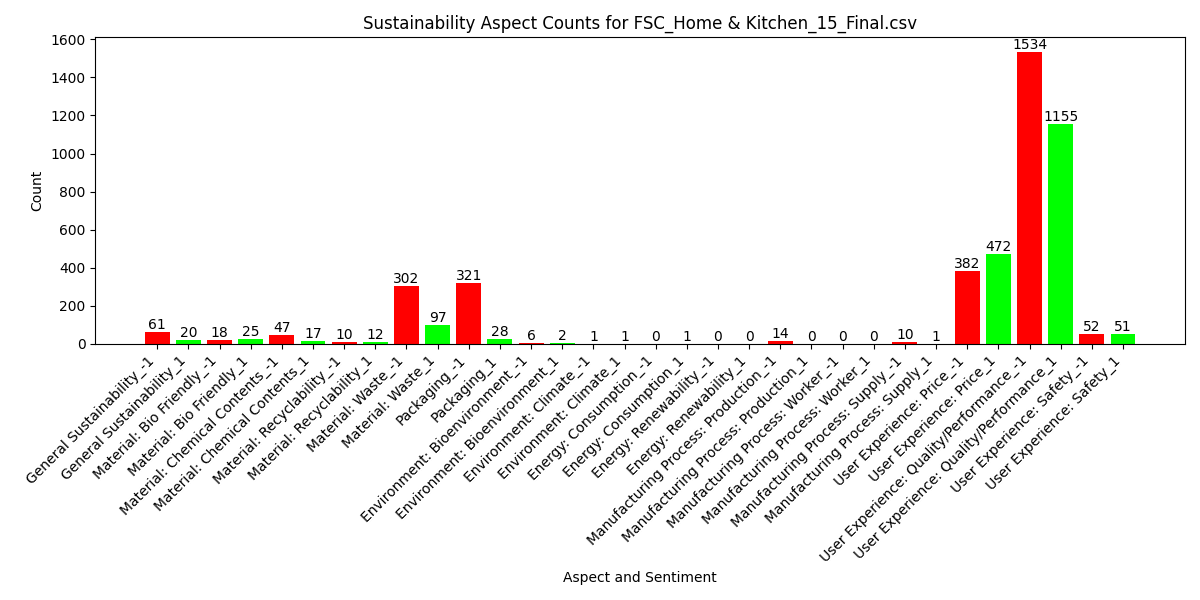 Sustainability Aspect Counts for FSC_Home & Kitchen_15_Final.csv
1600
1400
1200
1000
800
600
400
200
0
Count
61
20
18
25
47
17
10
12
302
97
321
28
6
2
1
1
0
1
0
0
14
0
0
0
10
1
382
472
1534
1155
52
51
General Sustainability_-1
General Sustainability_1
Material: Bio Friendly_-1
Material: Bio Friendly_1
Material: Chemical Contents_-1
Material: Chemical Contents_1
Material: Recyclability_-1
Material: Recyclability_1
Material: Waste_-1
Material: Waste_1
Packaging_-1
Packaging_1
Environment: Bioenvironment_-1
Environment: Bioenvironment_1
Environment: Climate_-1
Environment: Climate_1
Energy: Consumption_-1
Energy: Consumption_1
Energy: Renewability_-1
Energy: Renewability_1
Manufacturing Process: Production_-1
Manufacturing Process: Production_1
Manufacturing Process: Worker_-1
Manufacturing Process: Worker_1
Manufacturing Process: Supply_-1
Manufacturing Process: Supply_1
User Experience: Price_-1
User Experience: Price_1
User Experience: Quality/Performance_-1
User Experience: Quality/Performance_1
User Experience: Safety_-1
User Experience: Safety_1
Aspect and Sentiment